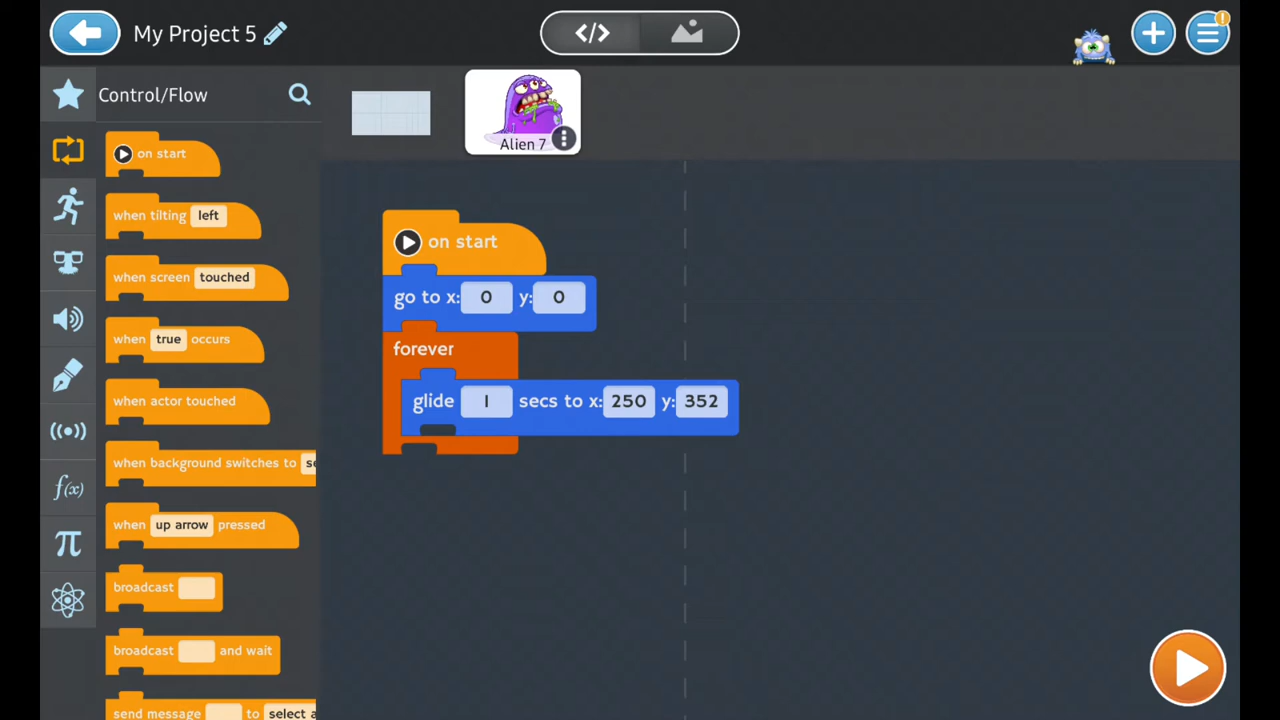 My Project 5
</>
!
Control/Flow
Alien 7
on start
when tilting left
when screen touched
when true occurs
when actor touched
when background switches to se
when up arrow pressed
broadcast
broadcast and wait
send message to select a
f(x)
π
on start
go to x: 0 y: 0
forever
glide 1 secs to x: 250 y: 352